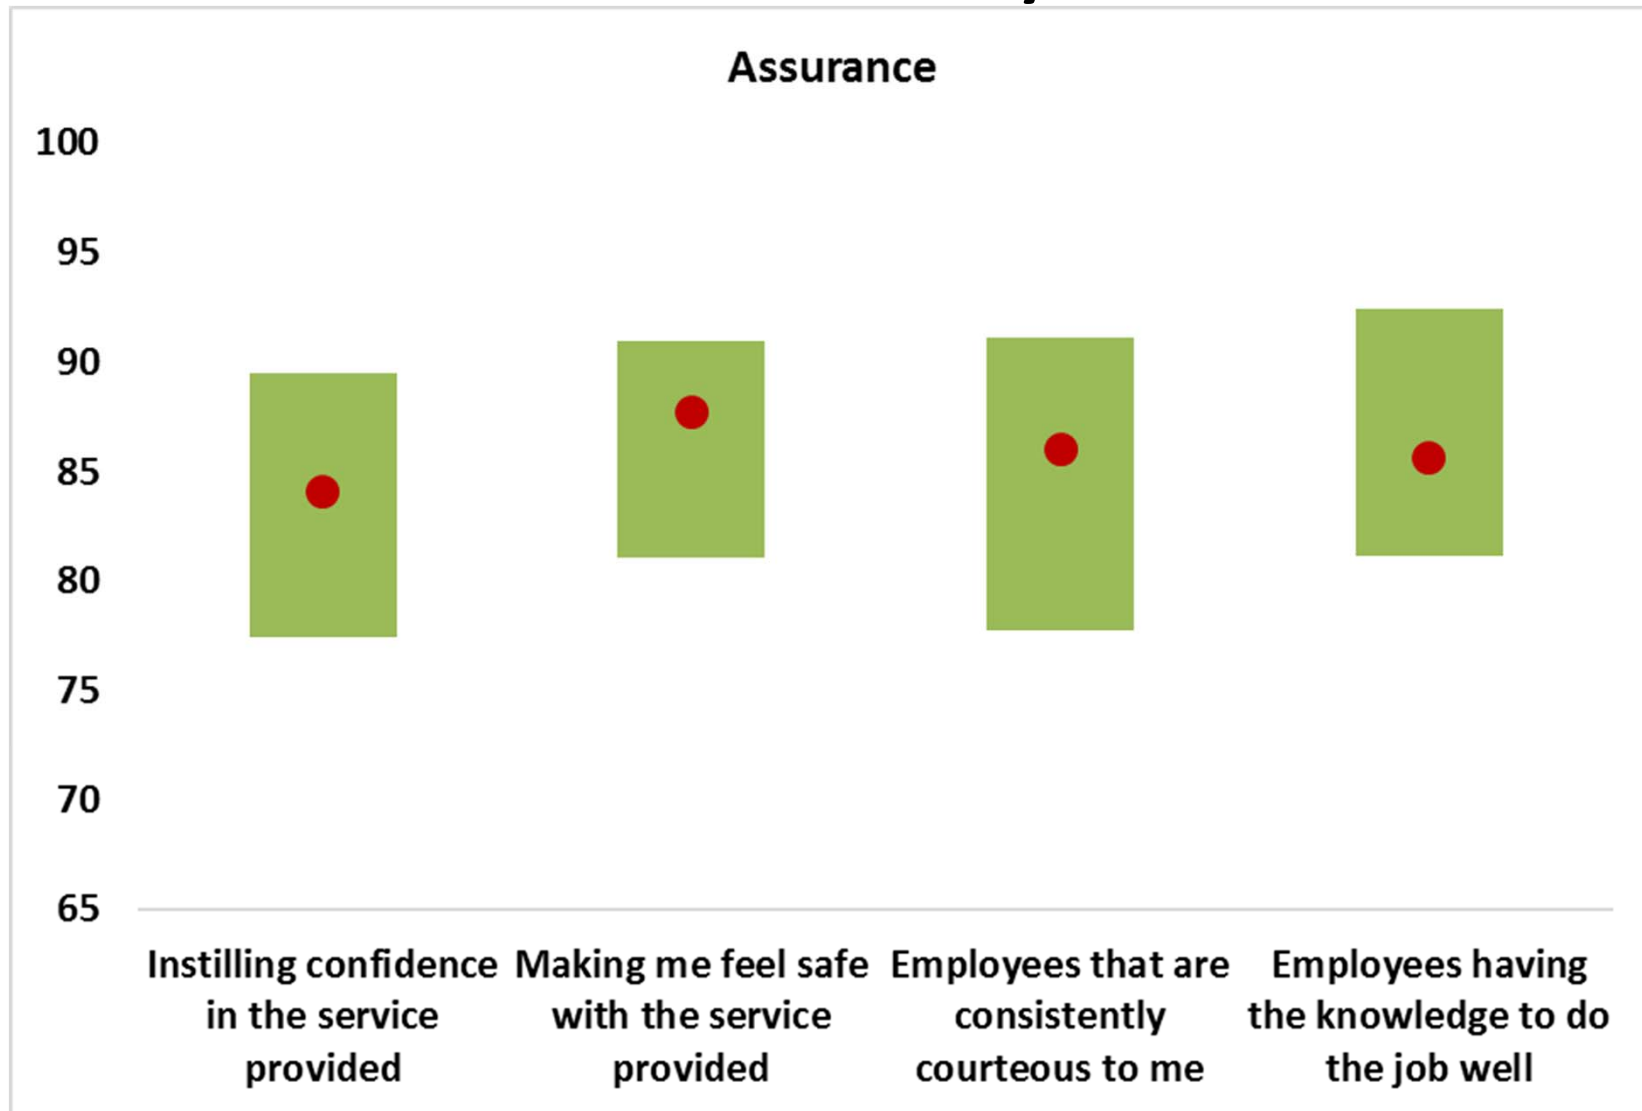 Assurance
100
95
90
85
80
75
70
65
Instilling confidence
in the service
provided
Making me feel safe
with the service
provided
Employees that are
consistently
courteous to me
Employees having
the knowledge to do
the job well